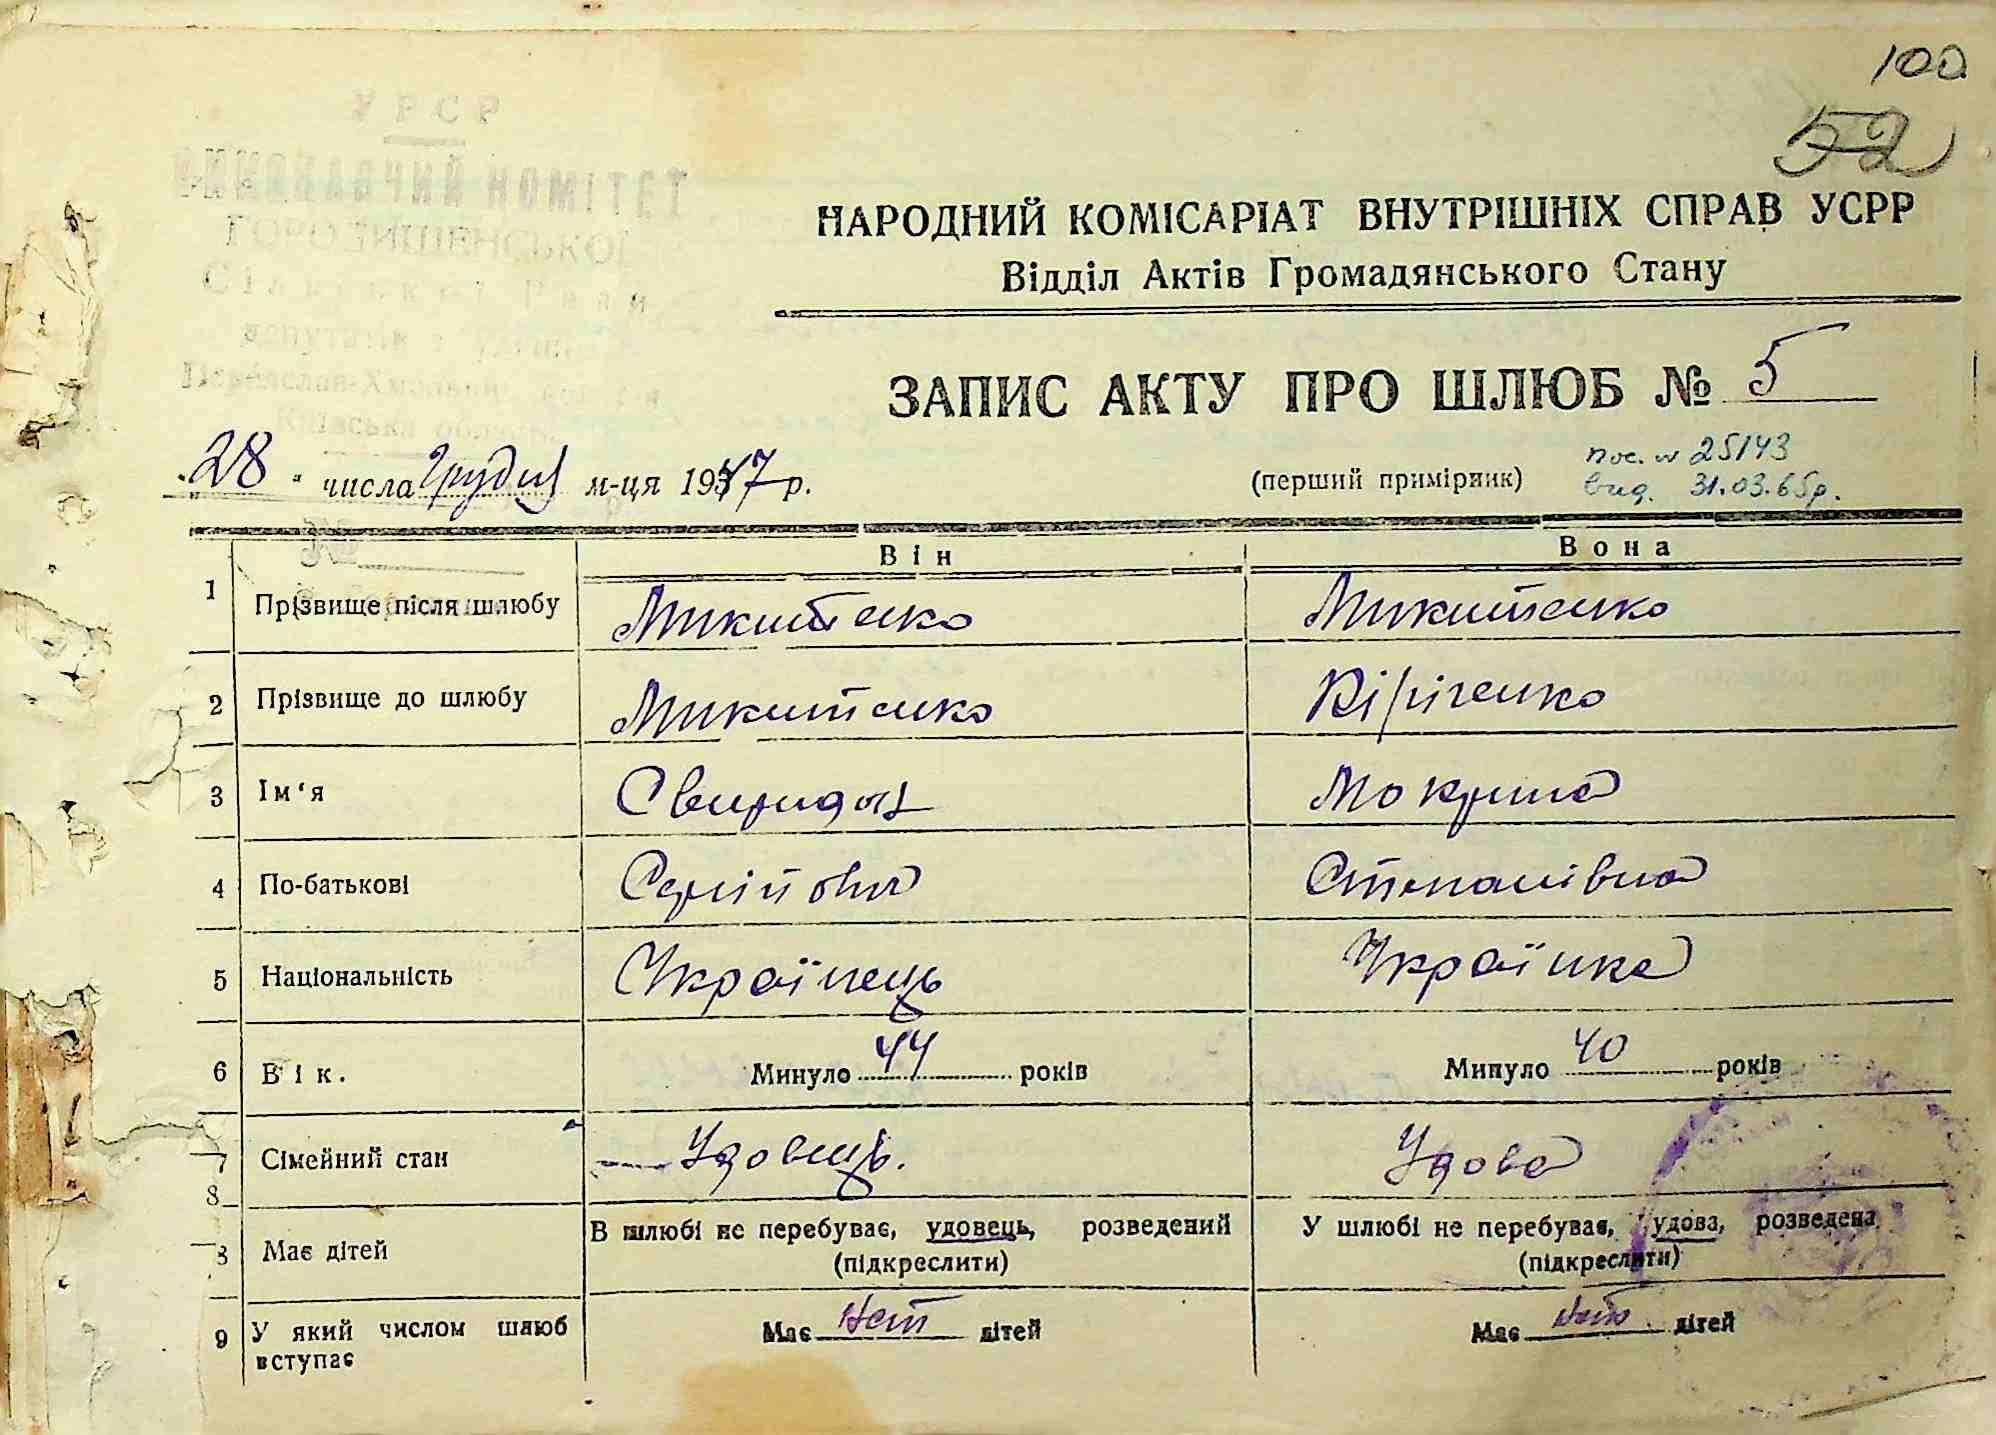 100
52
УРСР
ВИКОНАВЧИЙ КОМІТЕТ
ГОРОДИЩЕНСЬКОЇ
Сільської Ради
депутатів
Переяслав-Хмельниц
Київська
НАРОДНИЙ КОМІСАРІАТ ВНУТРІШНІХ СПРАВ УСРР
Відділ Актів Громадянського Стану
ЗАПИС АКТУ ПРО ШЛЮБ № 5
„28" числа Грудня м-ця 1947 р.
(перший примірник)
пос. № 25143
вид. 31.03.65р.
№
Він Вона
1 Прізвище після шлюбу Микитенко Микитенко
2 Прізвище до шлюбу Микитенко Віріченко
3 Ім‘я Свиридон Мокрина
4 По-батькові Сергійович Степанівна
5 Національність Українець Українка
6 Вік. Минуло 44 років Минуло 40 років
7 Сімейний стан Удовець. Удова
8 В шлюбі не перебуває, удовець, розведений У шлюбі не перебуває, удова, розведена
8 Має дітей (підкреслити) (підкреслити)
9 У який числом шлюб Має нет дітей Має нет дітей
вступає